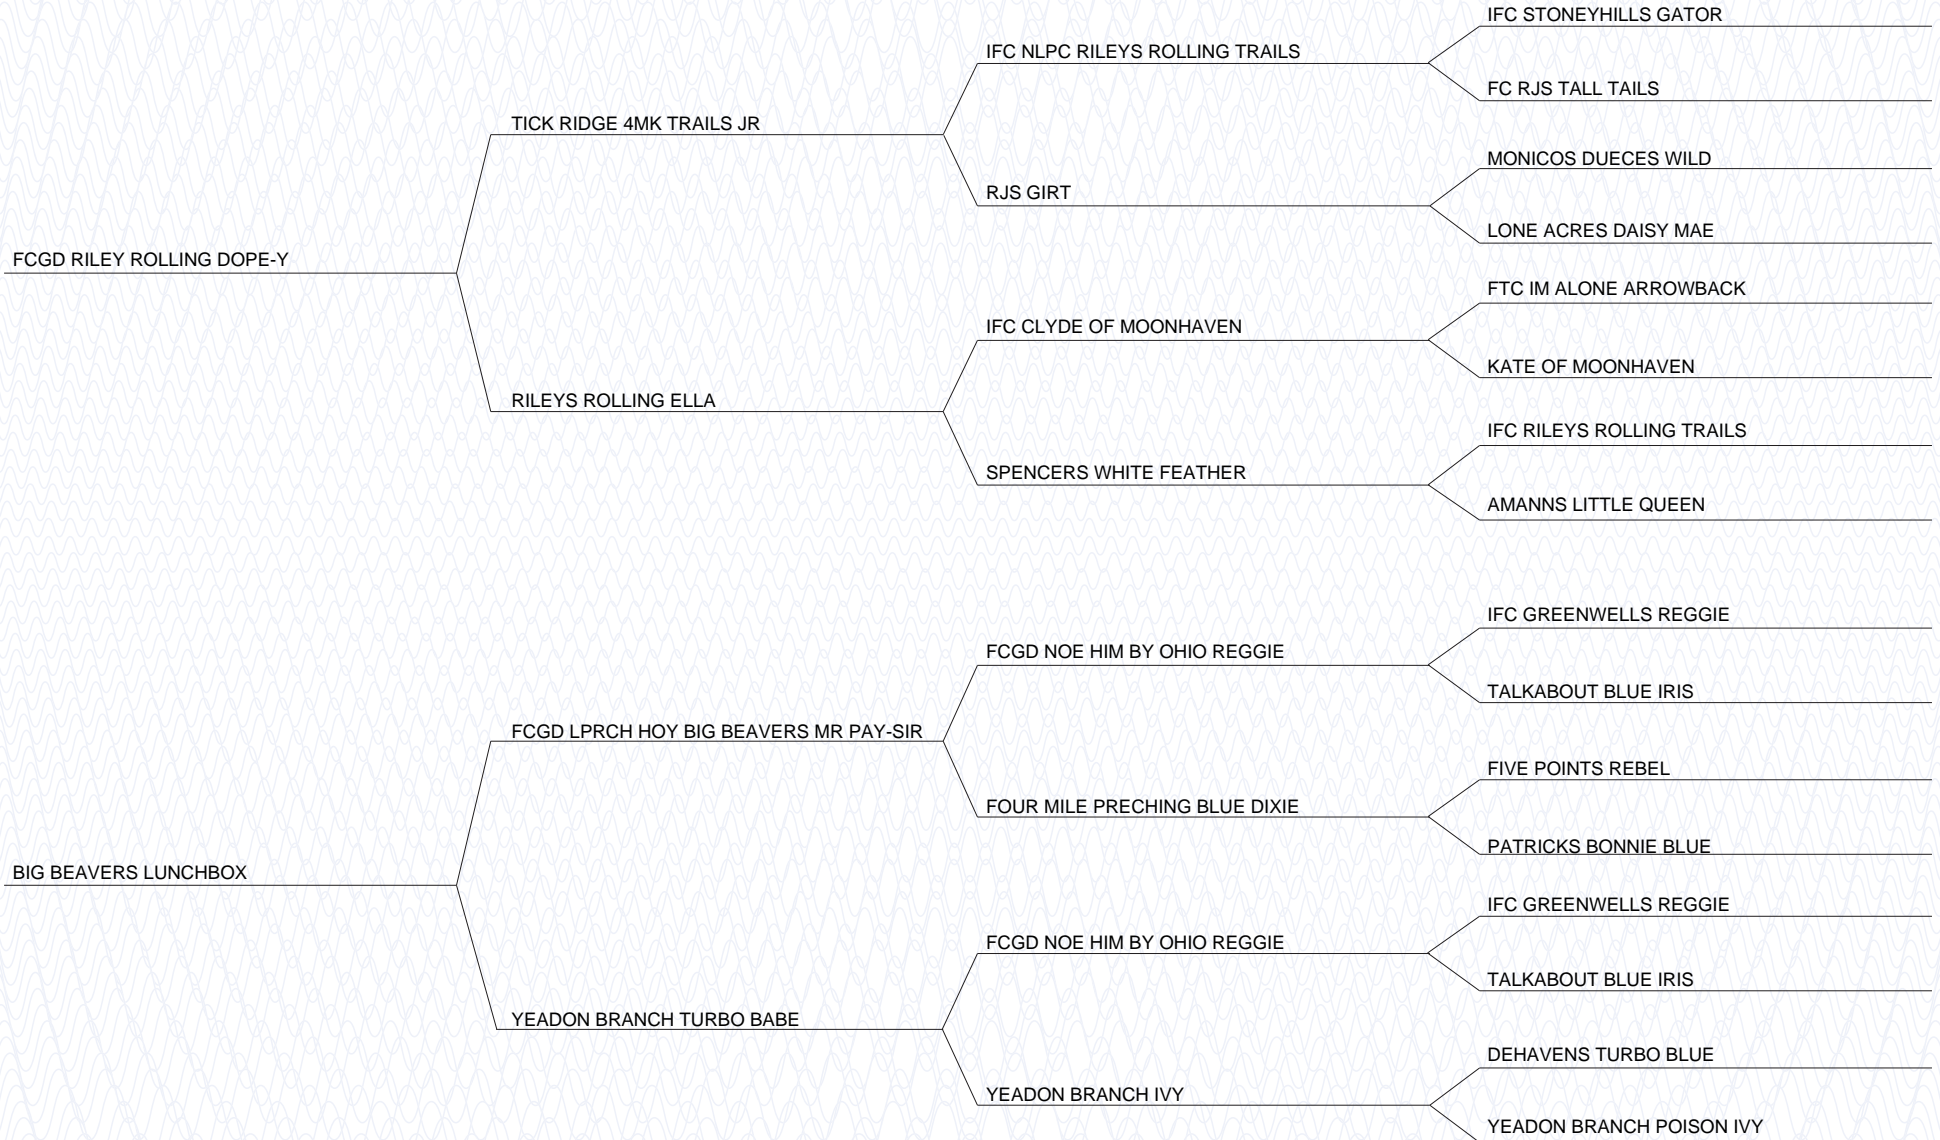 IFC STONEYHILLS GATOR
IFC NLPC RILEYS ROLLING TRAILS
FC RJS TALL TAILS
TICK RIDGE 4MK TRAILS JR
MONICOS DUECES WILD
RJS GIRT
LONE ACRES DAISY MAE
FCGD RILEY ROLLING DOPE-Y
FTC IM ALONE ARROWBACK
IFC CLYDE OF MOONHAVEN
KATE OF MOONHAVEN
RILEYS ROLLING ELLA
IFC RILEYS ROLLING TRAILS
SPENCERS WHITE FEATHER
AMANNS LITTLE QUEEN
IFC GREENWELLS REGGIE
FCGD NOE HIM BY OHIO REGGIE
TALKABOUT BLUE IRIS
FCGD LPRCH HOY BIG BEAVERS MR PAY-SIR
FIVE POINTS REBEL
FOUR MILE PRECHING BLUE DIXIE
PATRICKS BONNIE BLUE
BIG BEAVERS LUNCHBOX
IFC GREENWELLS REGGIE
FCGD NOE HIM BY OHIO REGGIE
TALKABOUT BLUE IRIS
YEADON BRANCH TURBO BABE
DEHAVENS TURBO BLUE
YEADON BRANCH IVY
YEADON BRANCH POISON IVY